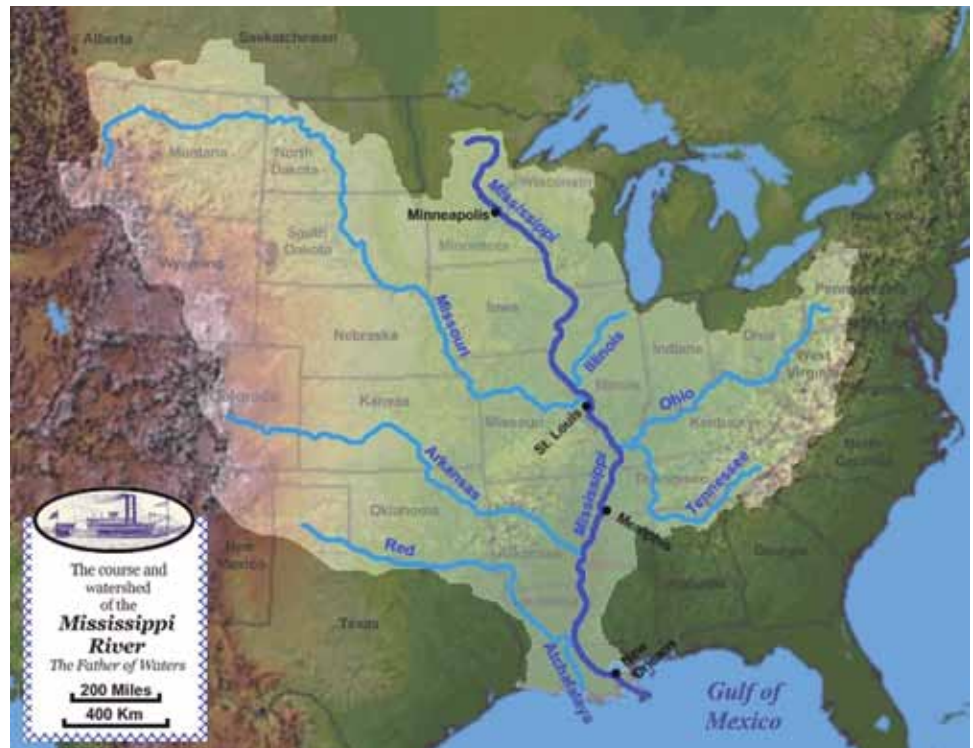 Alberta
Saskatchewan
Montana
North
Dakota
Wisconsin
Mississippi
Minneapolis
South
Dakota
Minnesota
Wyoming
Iowa
Pennsylvania
Missouri
Nebraska
Illinois
Indiana
Ohio
West
Virginia
Colorado
Kansas
Missouri
Illinois
St. Louis
Ohio
Kentucky
North
Carolina
Arkansas
Mississippi
Tennessee
Tennessee
Oklahoma
Memphis
Red
Arkansas
Georgia
New
Mexico
Texas
New
Orleans
Atchafalaya
Gulf of
Mexico
The course and
watershed
of the
Mississippi
River
The Father of Waters
200 Miles
400 Km